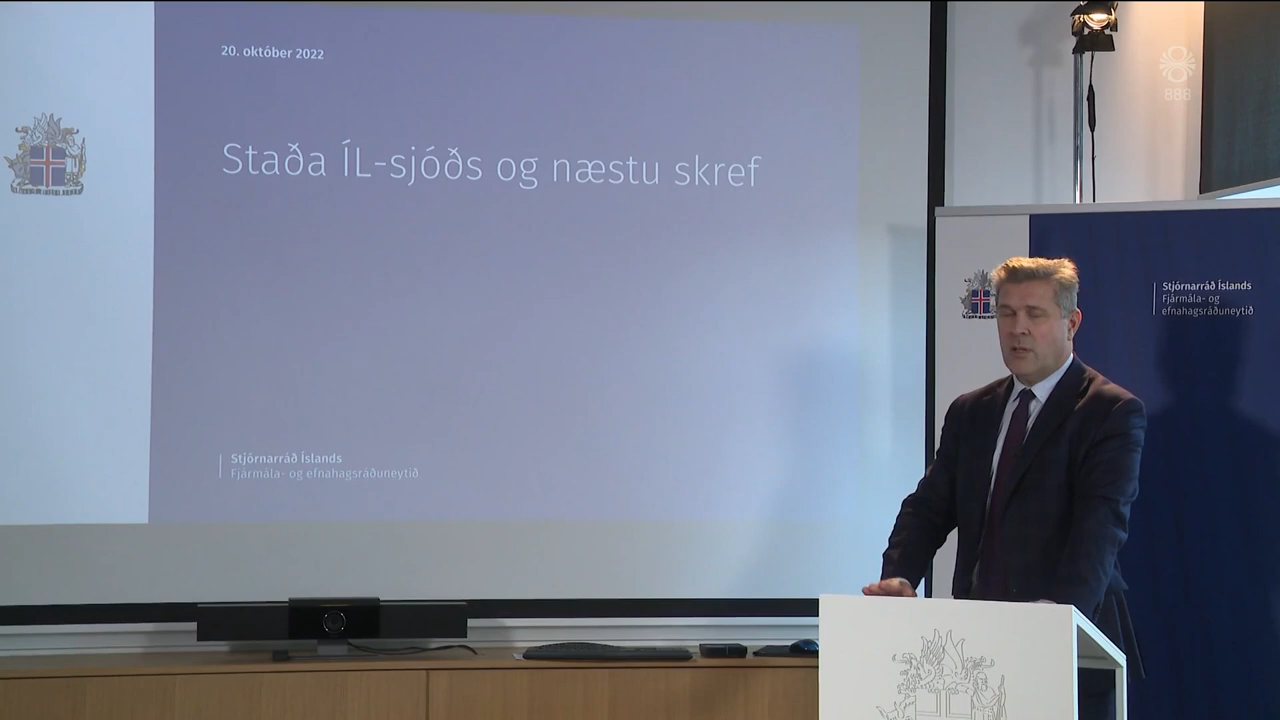 20. október 2022
Staða ÍL-sjóðs og næstu skref
Stjórnarráð Íslands
Fjármála- og efnahagsráðuneytið
888
Stjórnarráð Íslands
Fjármála- og
efnahagsráðuneytið